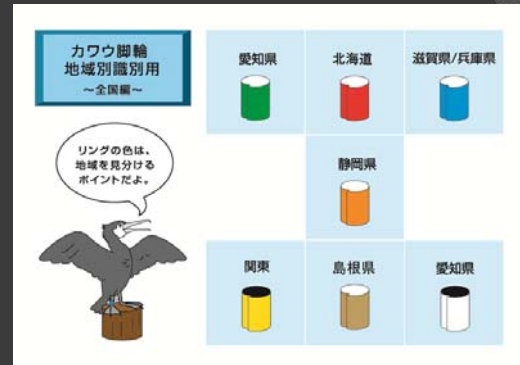 カワウ脚輪
地域別識別用
～全国編～
愛知県
北海道
滋賀県/兵庫県
リングの色は、
地域を見分ける
ポイントだよ。
静岡県
関東
島根県
愛知県